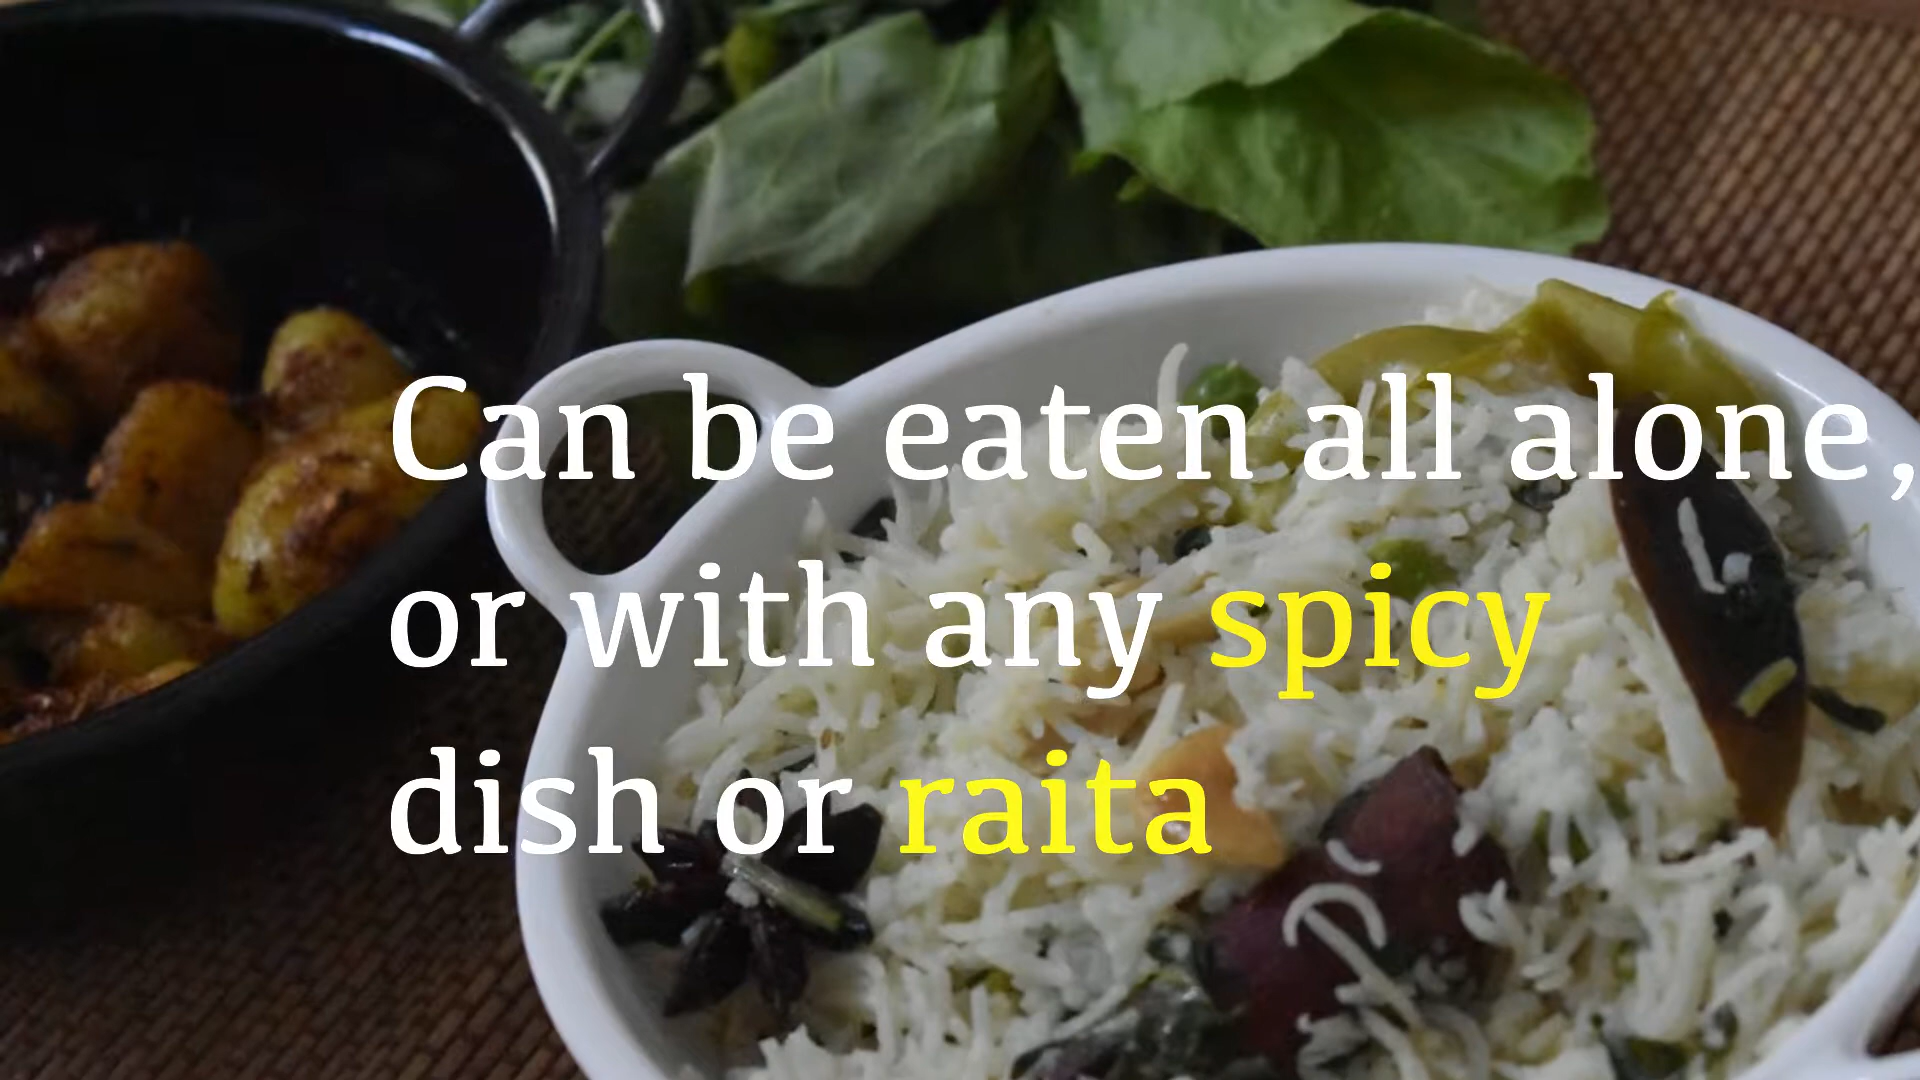 Can be eaten all alone,
or with any spicy
dish or raita